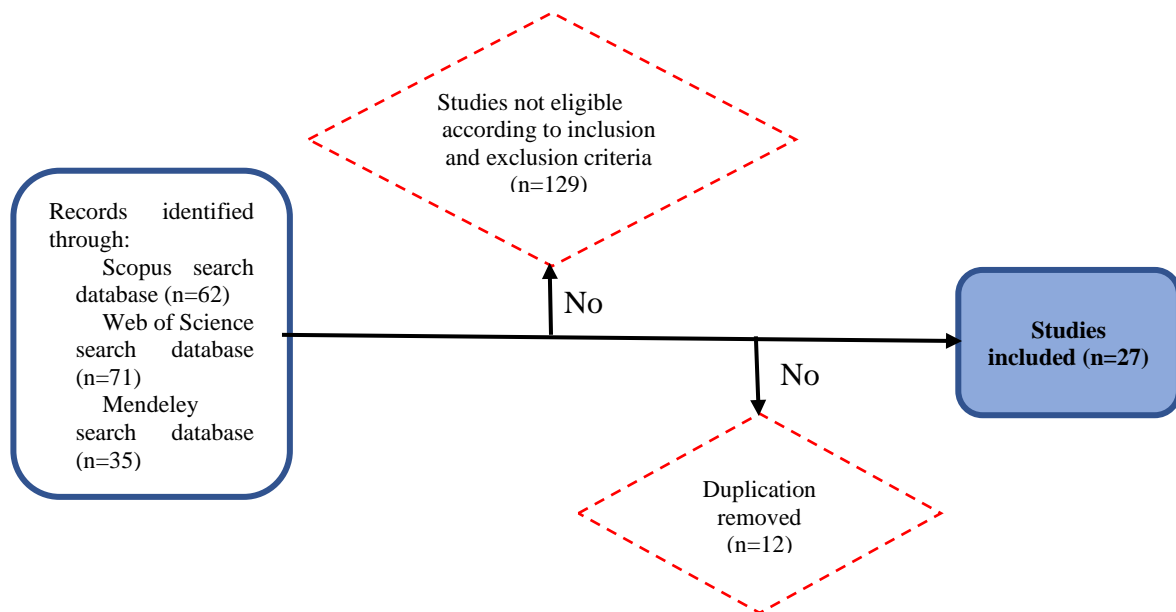 Studies not eligible
according to inclusion
and exclusion criteria
(n=129)
Records identified
through:
Scopus search
database (n=62)
Web of Science
search database
(n=71)
Mendeley
search database
(n=35)
No
No
Studies
included (n=27)
Duplication
removed
(n=12)